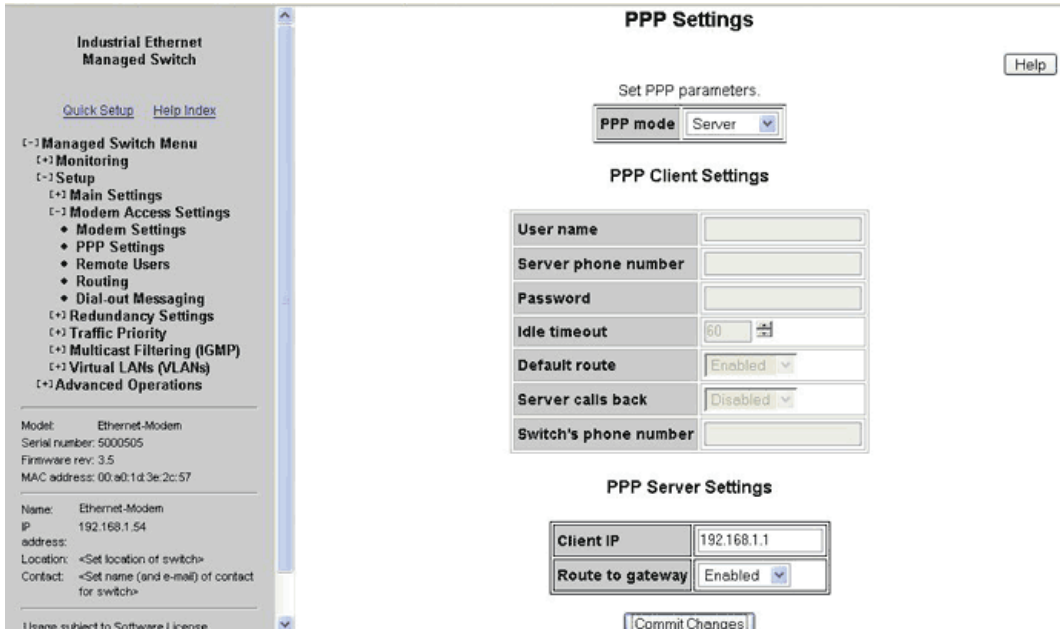 Industrial Ethernet
Managed Switch
Quick Setup Help Index
[-] Managed Switch Menu
[+] Monitoring
[-] Setup
[+] Main Settings
[-] Modem Access Settings
Modem Settings
PPP Settings
Remote Users
Routing
Dial-out Messaging
[+] Redundancy Settings
[+] Traffic Priority
[+] Multicast Filtering (IGMP)
[+] Virtual LANs (VLANs)
[+] Advanced Operations
Model: Ethernet-Modem
Serial number: 5000505
Firmware rev: 3.5
MAC address: 00:a0:1d:3e:2c:57
Name: Ethernet-Modem
IP address: 192.168.1.54
Location: <Set location of switch>
Contact: <Set name (and e-mail) of contact
for switch>
Usage subject to Software License
PPP Settings
Help
Set PPP parameters.
PPP mode Server
PPP Client Settings
User name
Server phone number
Password
Idle timeout 60
Default route Enabled
Server calls back Disabled
Switch's phone number
PPP Server Settings
Client IP 192.168.1.1
Route to gateway Enabled
Commit Changes